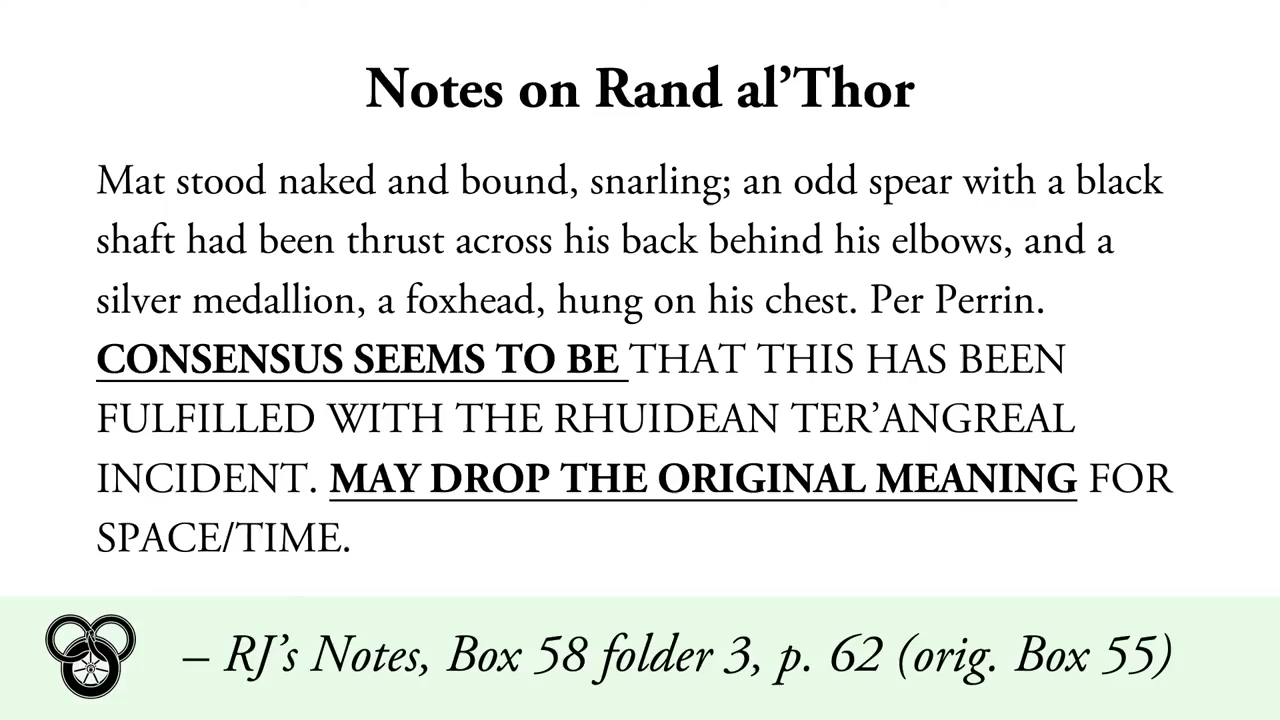 Notes on Rand al’Thor
Mat stood naked and bound, snarling; an odd spear with a black
shaft had been thrust across his back behind his elbows, and a
silver medallion, a foxhead, hung on his chest. Per Perrin.
CONSENSUS SEEMS TO BE THAT THIS HAS BEEN
FULFILLED WITH THE RHUIDEAN TER’ANGREAL
INCIDENT. MAY DROP THE ORIGINAL MEANING FOR
SPACE/TIME.
– RJ’s Notes, Box 58 folder 3, p. 62 (orig. Box 55)